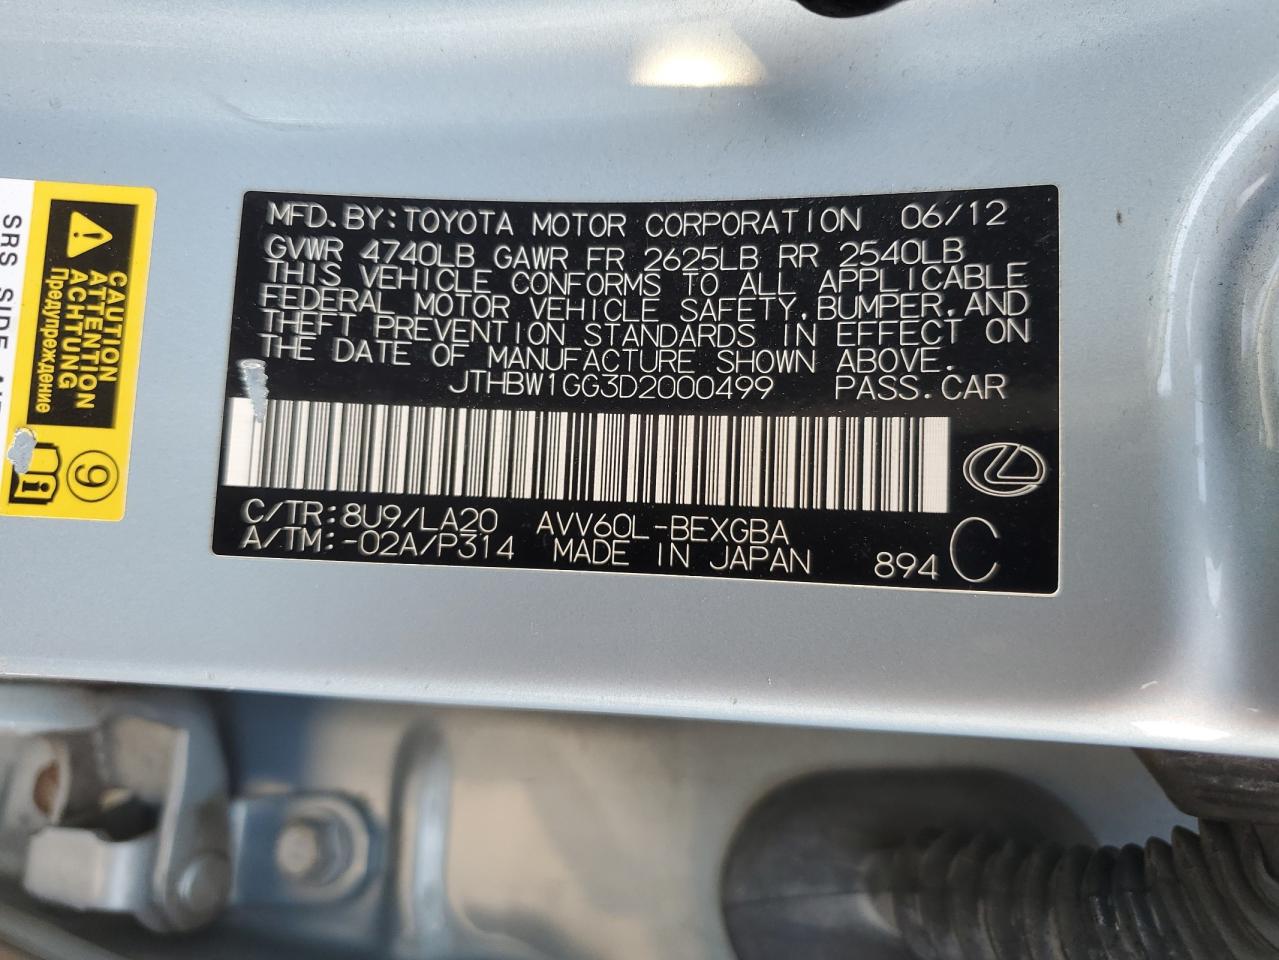 MFD.BY:TOYOTA MOTOR CORPORATION 06/12
GVWR 4740LB GAWR FR 2625LB RR 2540LB
THIS VEHICLE CONFORMS TO ALL APPLICABLE
FEDERAL MOTOR VEHICLE SAFETY,BUMPER,AND
THEFT PREVENTION STANDARDS IN EFFECT ON
THE DATE OF MANUFACTURE SHOWN ABOVE.
JTHBW1GG3D2000499 PASS.CAR
C/TR:8U9/LA20 AVV60L-BEXGBA
A/TM:-02A/P314 MADE IN JAPAN 894 C
CAUTION
ATTENTION
ACHTUNG
Предупреждение
9
SRS SIDE